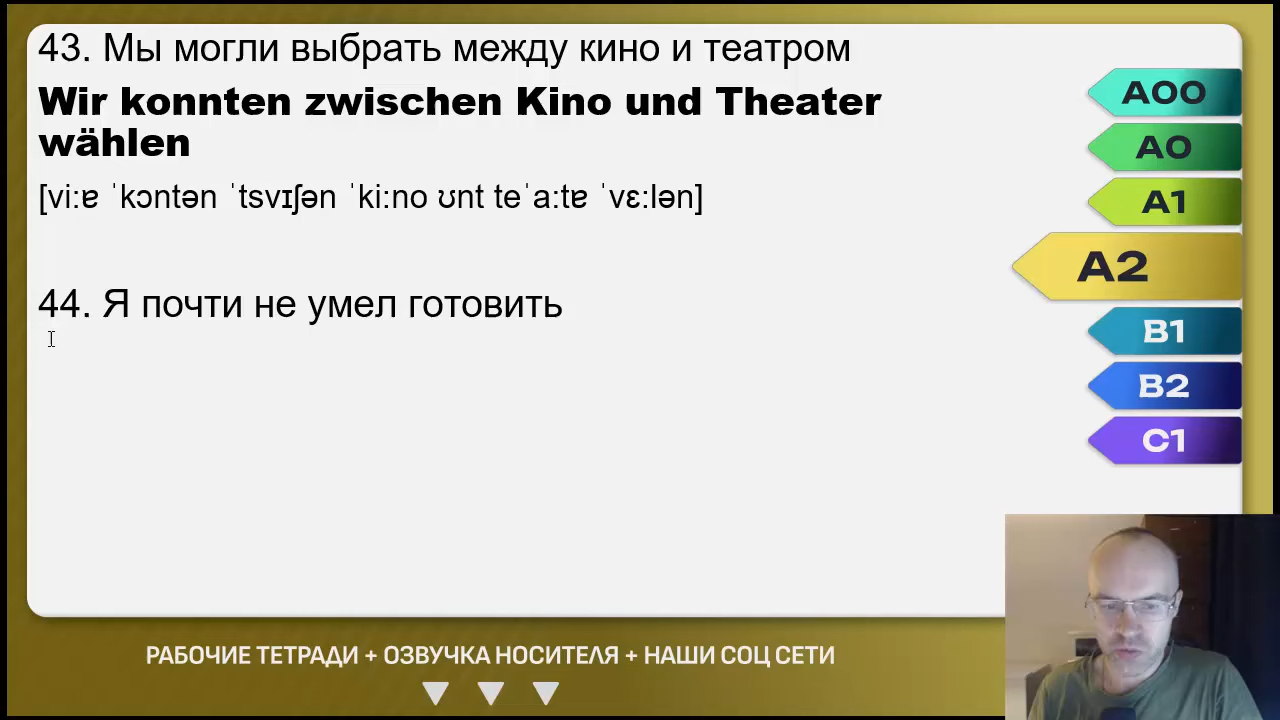 43. Мы могли выбрать между кино и театром
Wir konnten zwischen Kino und Theater
wählen
[viːɐ ˈkɔntən ˈtsvɪʃən ˈkiːno ʊnt teˈaːtɐ ˈvɛːlən]
44. Я почти не умел готовить
A00
A0
A1
A2
B1
B2
C1
РАБОЧИЕ ТЕТРАДИ + ОЗВУЧКА НОСИТЕЛЯ + НАШИ СОЦ СЕТИ